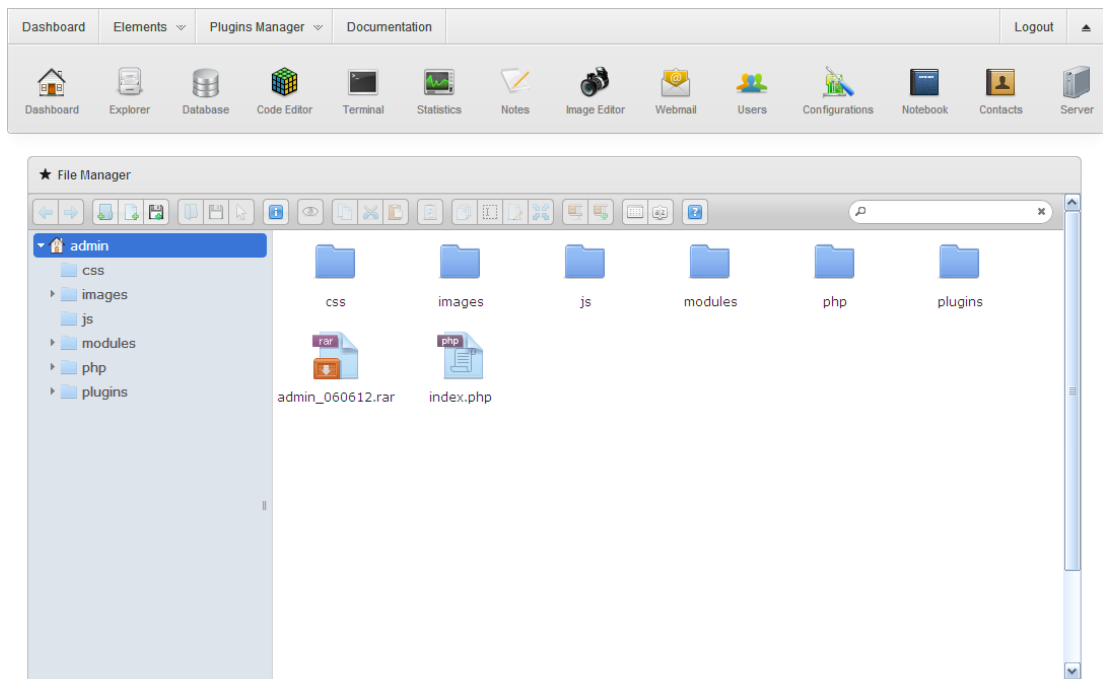 Dashboard Elements Plugins Manager Documentation Logout
Dashboard Explorer Database Code Editor Terminal Statistics Notes Image Editor Webmail Users Configurations Notebook Contacts Server
File Manager
admin
css
images
js
modules
php
plugins
css images js modules php plugins
rar php
admin_060612.rar index.php